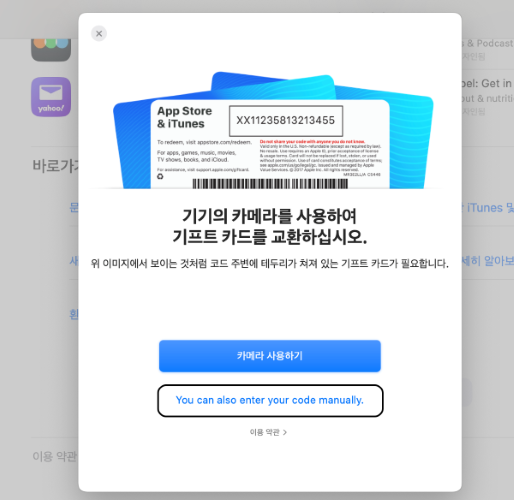 App Store
& iTunes
XX11235813213455
To redeem, visit appstore.com/redeem.
For apps, games, music, movies,
TV shows, books, and iCloud.
For assistance, visit support.apple.com/giftcard.
Do not share your code with anyone you do not know.
기기의 카메라를 사용하여
기프트 카드를 교환하십시오.
위 이미지에서 보이는 것처럼 코드 주변에 테두리가 쳐져 있는 기프트 카드가 필요합니다.
카메라 사용하기
You can also enter your code manually.
이용 약관 >
yahoo!
s & Podcast
바로가기
pel: Get in
out & nutriti
iTunes 및
세히 알아보
이용 약관